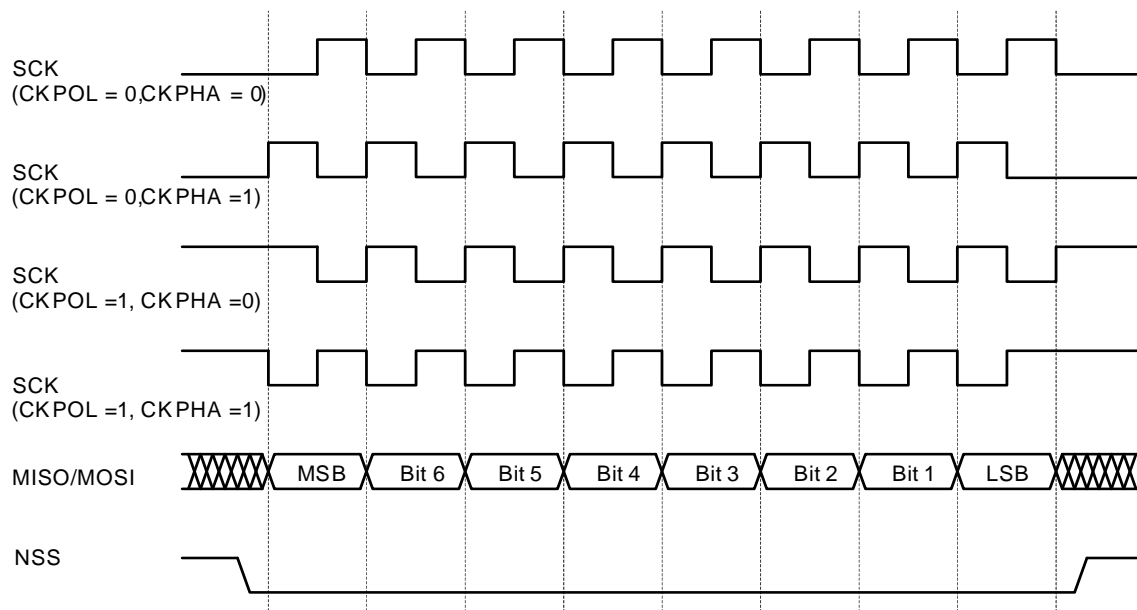 SCK
(CKPOL = 0,CKPHA = 0)
SCK
(CKPOL = 0,CKPHA =1)
SCK
(CKPOL =1, CKPHA =0)
SCK
(CKPOL =1, CKPHA =1)
MISO/MOSI MSB Bit 6 Bit 5 Bit 4 Bit 3 Bit 2 Bit 1 LSB
NSS